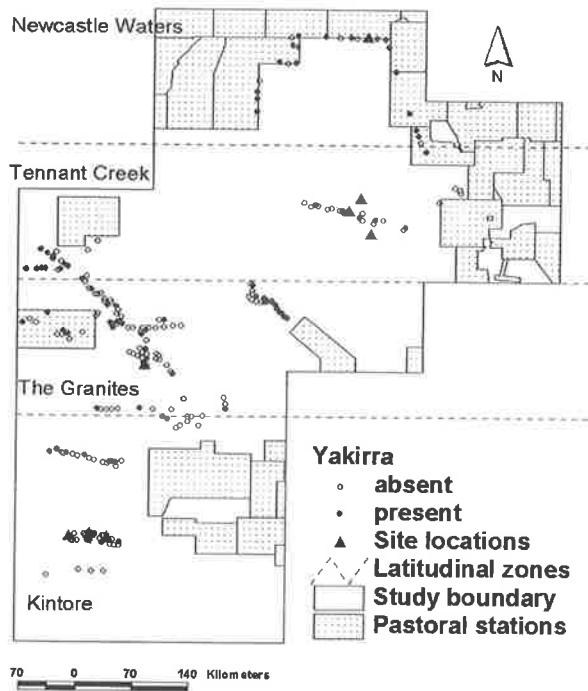 Newcastle Waters
N
Tennant Creek
The Granites
Kintore
Yakirra
absent
present
Site locations
Latitudinal zones
Study boundary
Pastoral stations
70 0 70 140 Kilometers